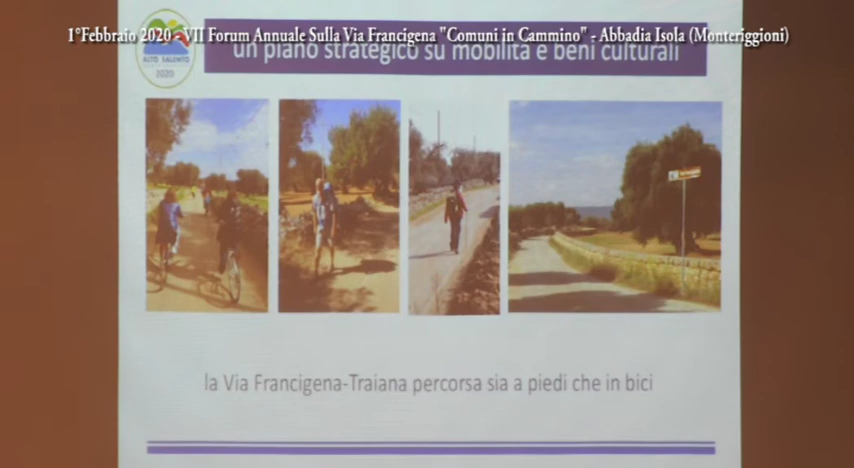 1°Febbraio 2020 - VII Forum Annuale Sulla Via Francigena "Comuni in Cammino" - Abbadia Isola (Monteriggioni)
un piano strategico su mobilità e beni culturali
ALTO SALENTO
2020
la Via Francigena-Traiana percorsa sia a piedi che in bici